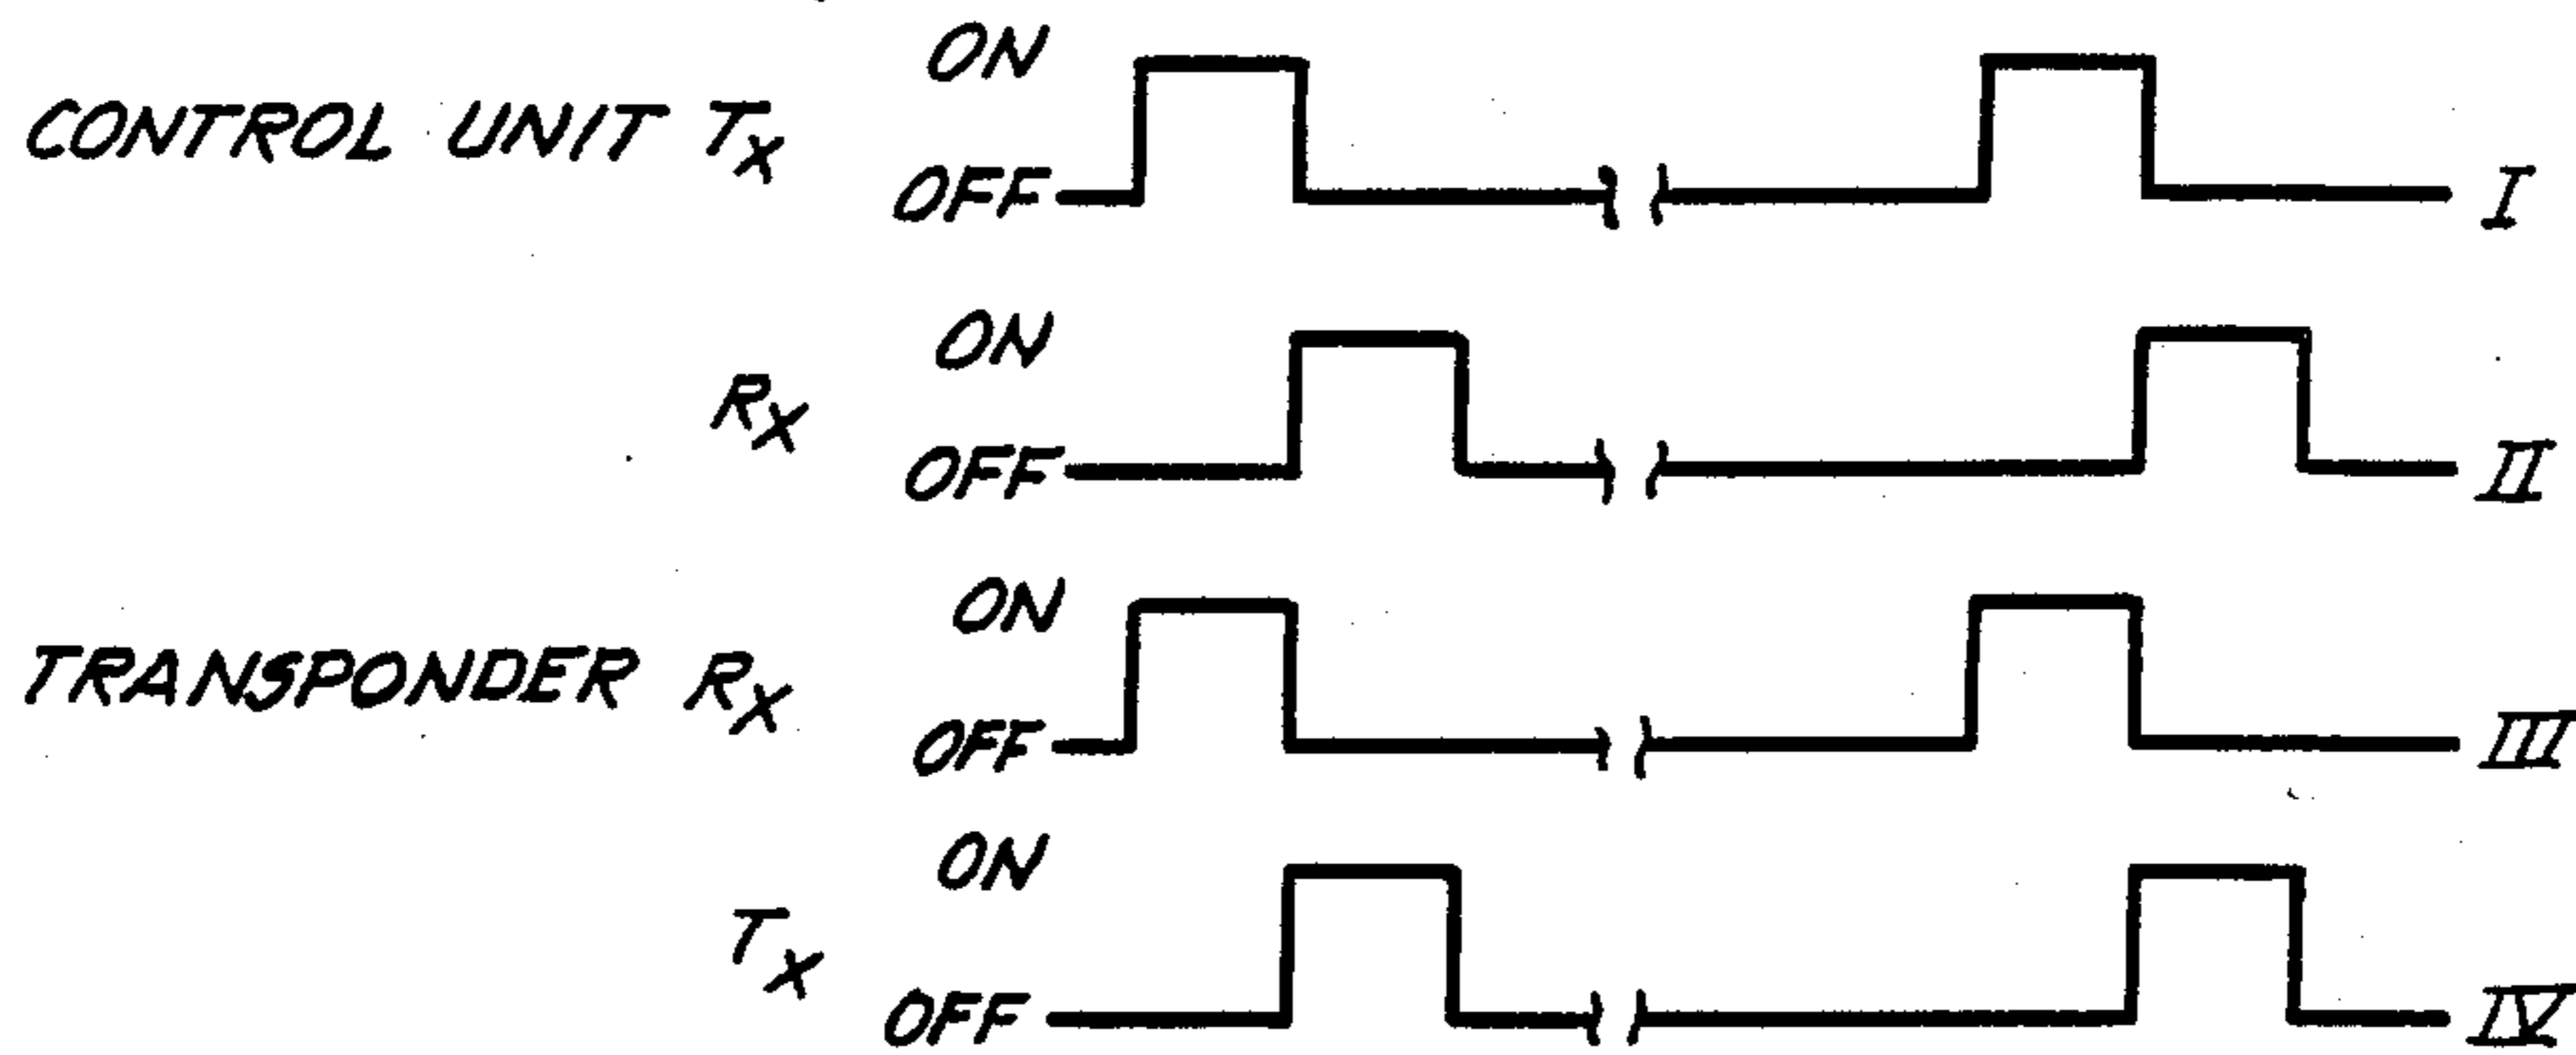 ON
CONTROL UNIT TX
OFF
I
ON
RX
OFF
II
ON
TRANSPONDER RX
OFF
III
ON
TX
OFF
IV